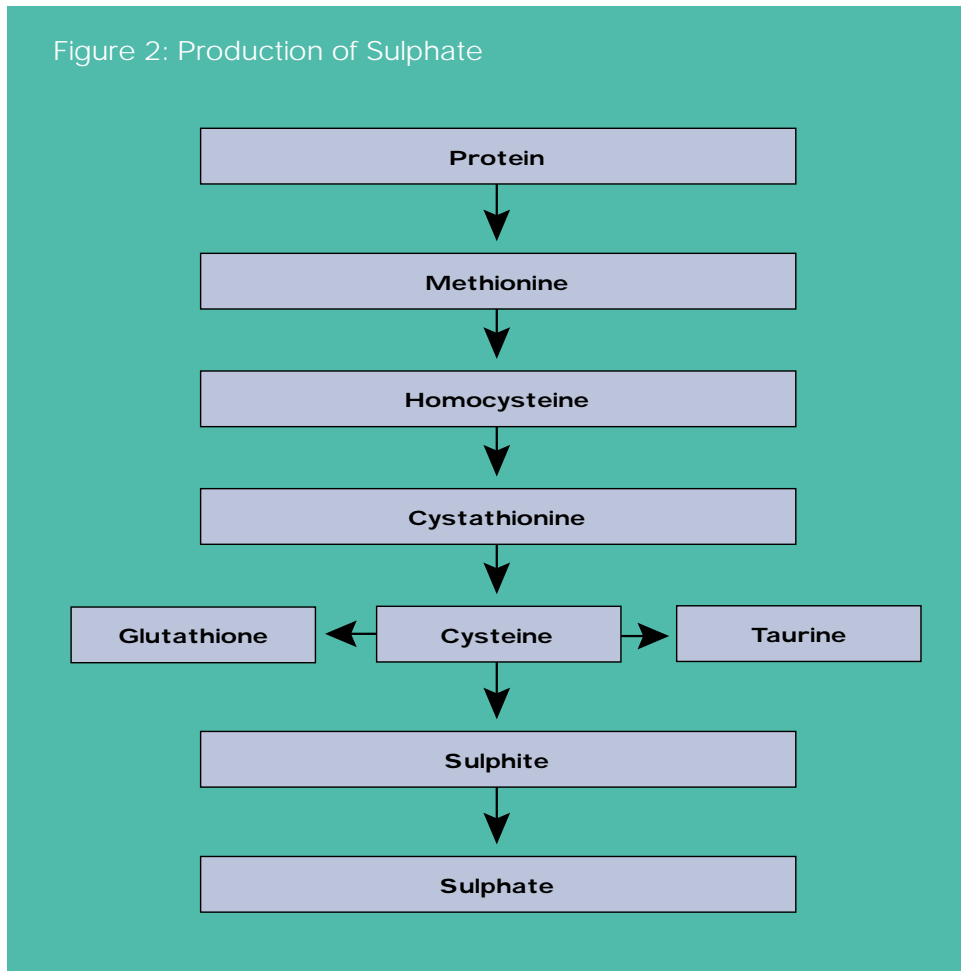 Figure 2: Production of Sulphate
Protein
Methionine
Homocysteine
Cystathionine
Glutathione
Cysteine
Taurine
Sulphite
Sulphate